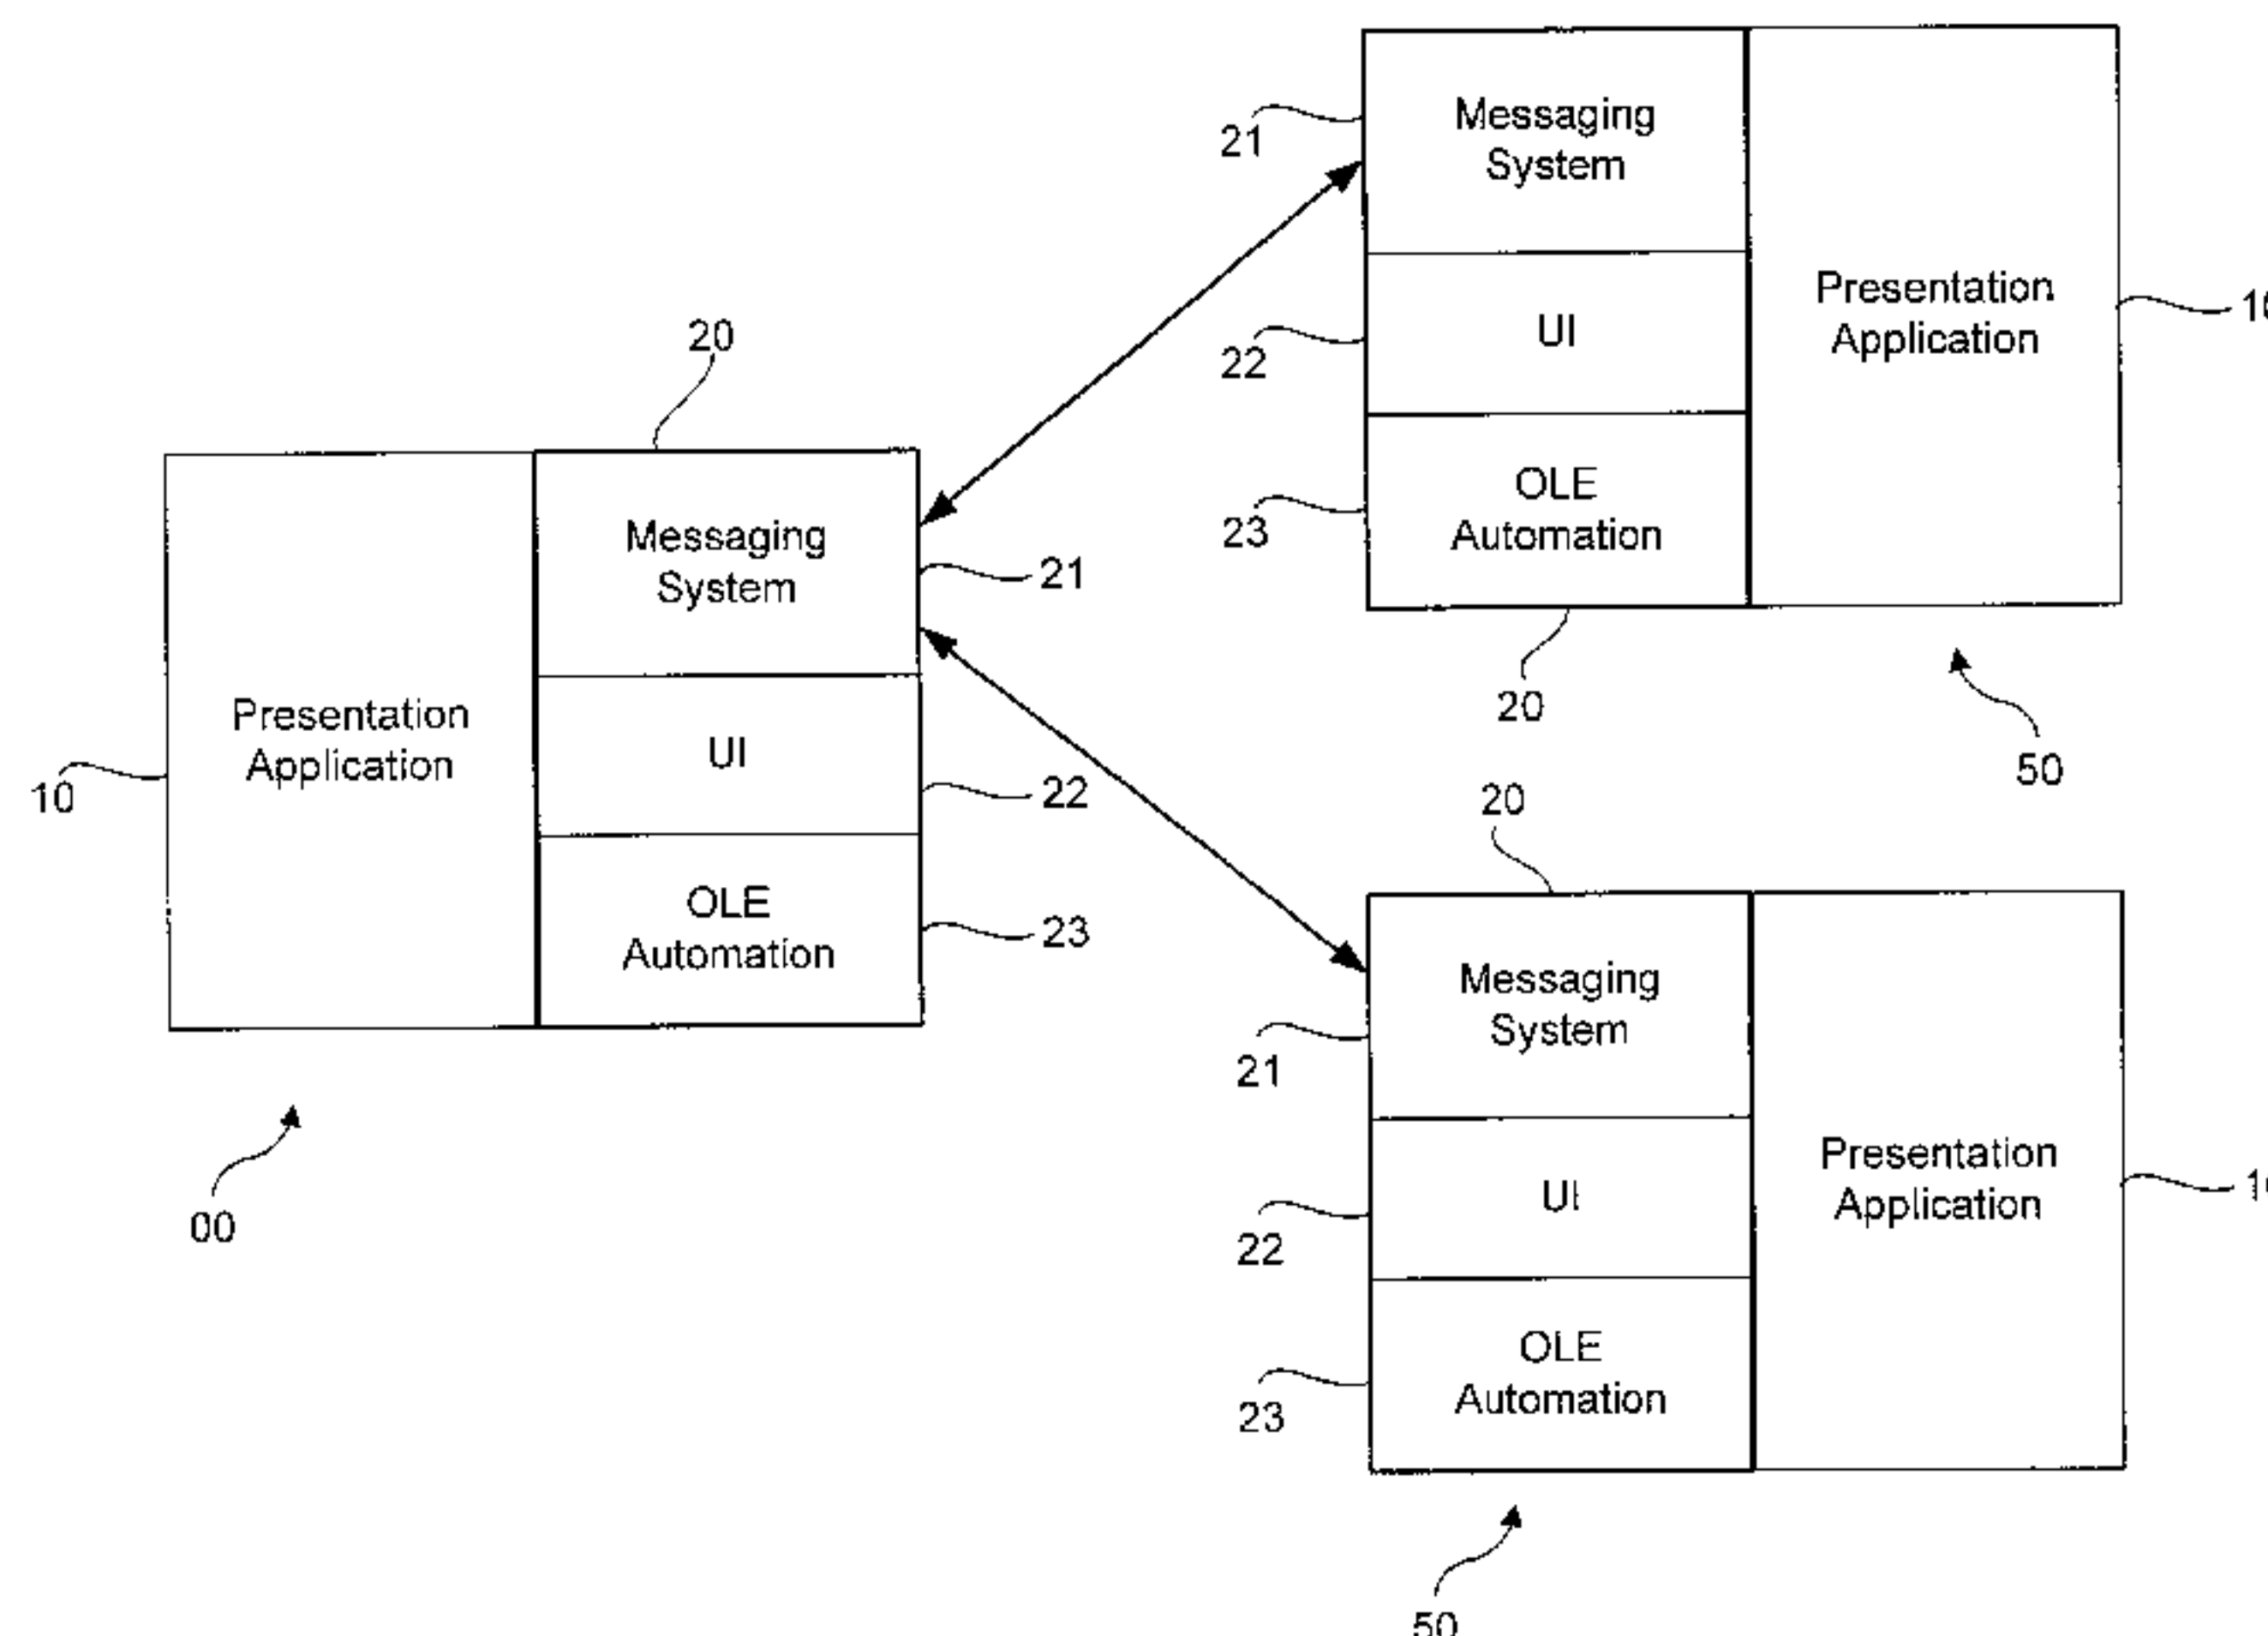 20
Messaging
System
21
Presentation
Application
10
UI
22
OLE
Automation
23
00
21
Messaging
System
22
UI
Presentation
Application
23
OLE
Automation
20
50
20
Messaging
System
21
UI
22
Presentation
Application
OLE
Automation
23
50